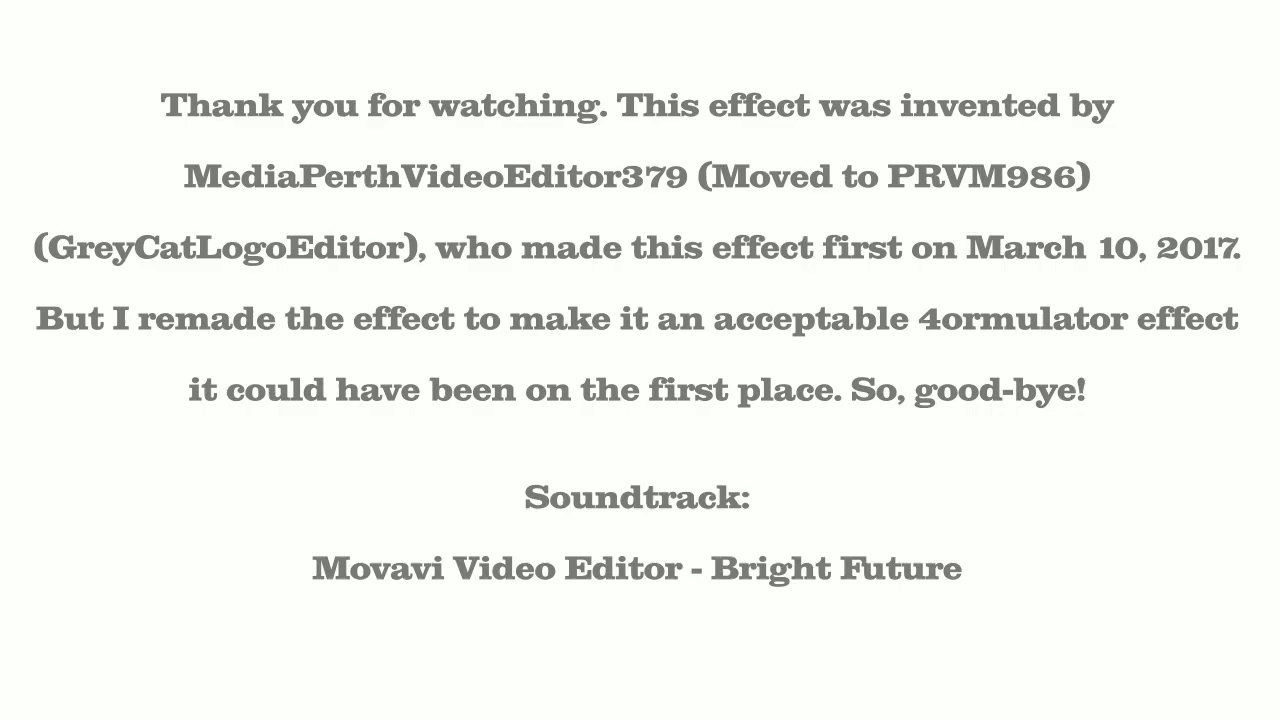 Thank you for watching. This effect was invented by
MediaPerthVideoEditor379 (Moved to PRVM986)
(GreyCatLogoEditor), who made this effect first on March 10, 2017.
But I remade the effect to make it an acceptable 4ormulator effect
it could have been on the first place. So, good-bye!
Soundtrack:
Movavi Video Editor - Bright Future